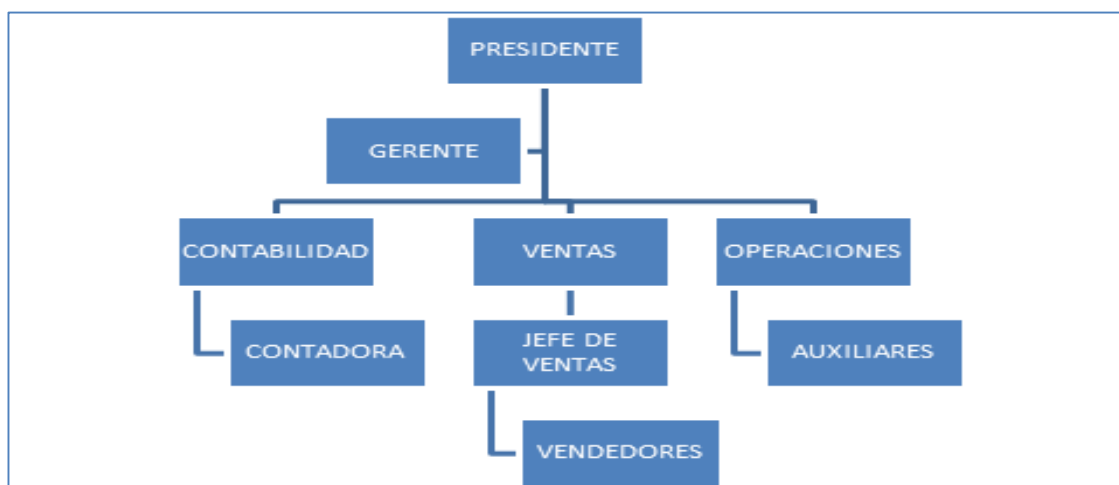 PRESIDENTE
GERENTE
CONTABILIDAD
VENTAS
OPERACIONES
CONTADORA
JEFE DE
VENTAS
AUXILIARES
VENDEDORES